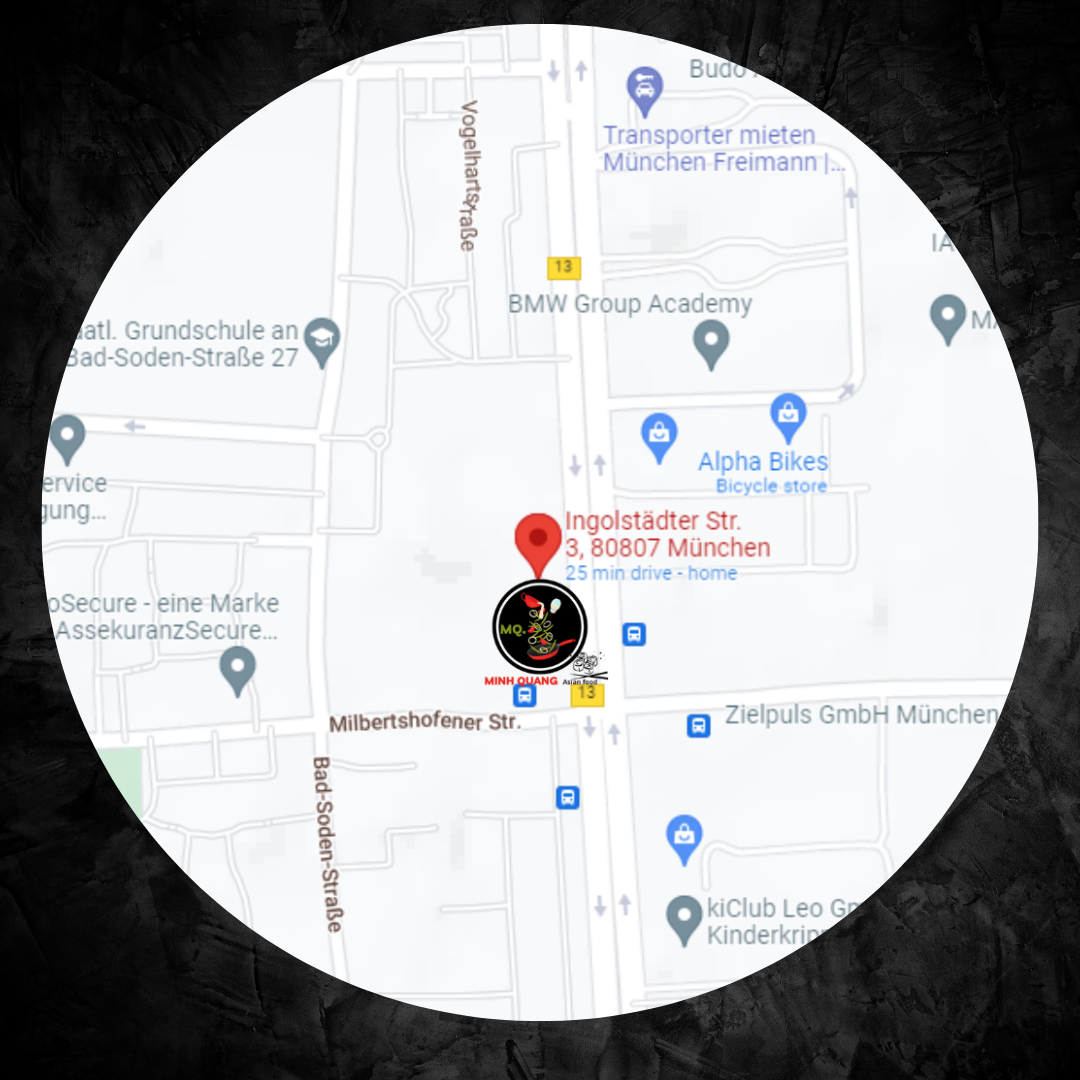 Budo
Transporter mieten
München Freimann |...
Vogelhartstraße
IA
13
BMW Group Academy
atl. Grundschule an
Bad-Soden-Straße 27
Alpha Bikes
Bicycle store
ervice
gung...
Ingolstädter Str.
3, 80807 München
25 min drive - home
oSecure - eine Marke
AssekuranzSecure...
MQ.
MINH QUANG
Asian food
13
Milbertshofener Str.
Zielpuls GmbH München
Bad-Soden-Straße
kiClub Leo
Kinderkripp